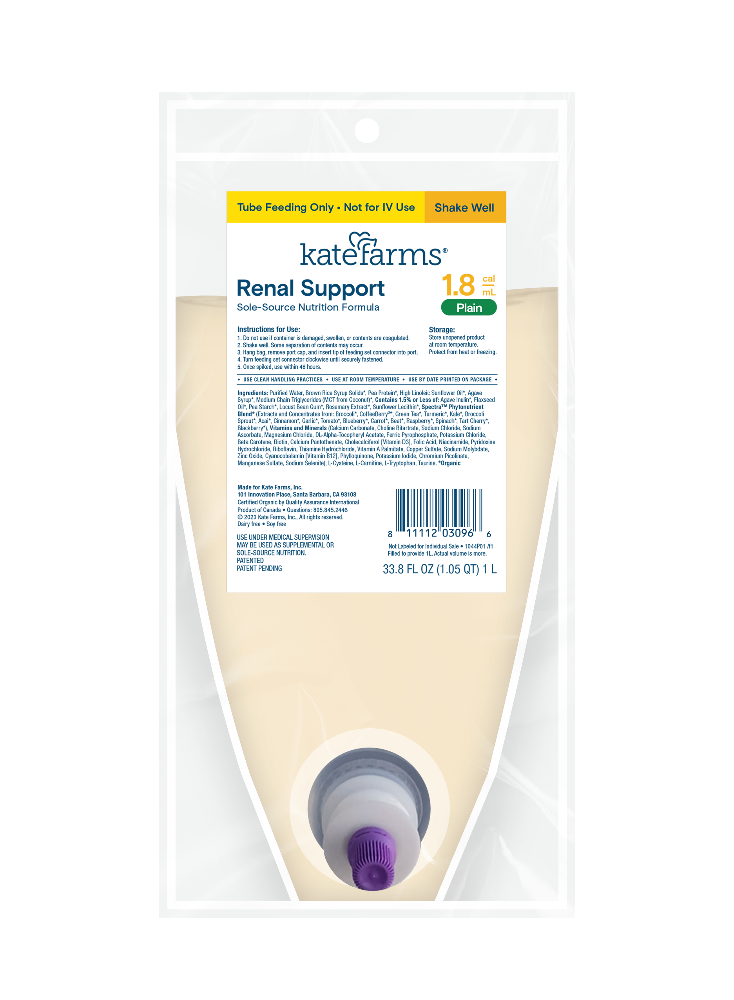 Tube Feeding Only • Not for IV Use
Shake Well
katefarms®
Renal Support
Sole-Source Nutrition Formula
1.8 cal
mL
Plain
Instructions for Use:
1. Do not use if container is damaged, swollen, or contents are coagulated.
2. Shake well. Some separation of contents may occur.
3. Hang bag, remove port cap, and insert tip of feeding set connector into port.
4. Turn feeding set connector clockwise until securely fastened.
5. Once spiked, use within 48 hours.
Storage:
Store unopened product
at room temperature.
Protect from heat or freezing.
• USE CLEAN HANDLING PRACTICES • USE AT ROOM TEMPERATURE • USE BY DATE PRINTED ON PACKAGE •
Ingredients: Purified Water, Brown Rice Syrup Solids*, Pea Protein*, High Linoleic Sunflower Oil*, Agave
Syrup*, Medium Chain Triglycerides (MCT from Coconut)*, Contains 1.5% or Less of: Agave Inulin*, Flaxseed
Oil*, Pea Starch*, Locust Bean Gum*, Rosemary Extract*, Sunflower Lecithin*, Spectra™ Phytonutrient
Blend* (Extracts and Concentrates from: Broccoli*, CoffeeBerry®*, Green Tea*, Turmeric*, Kale*, Broccoli
Sprout*, Acai*, Cinnamon*, Garlic*, Tomato*, Blueberry*, Carrot*, Beet*, Raspberry*, Spinach*, Tart Cherry*,
Blackberry*), Vitamins and Minerals (Calcium Carbonate, Choline Bitartrate, Sodium Chloride, Sodium
Ascorbate, Magnesium Chloride, DL-Alpha-Tocopheryl Acetate, Ferric Pyrophosphate, Potassium Chloride,
Beta Carotene, Biotin, Calcium Pantothenate, Cholecalciferol [Vitamin D3], Folic Acid, Niacinamide, Pyridoxine
Hydrochloride, Riboflavin, Thiamine Hydrochloride, Vitamin A Palmitate, Copper Sulfate, Sodium Molybdate,
Zinc Oxide, Cyanocobalamin [Vitamin B12], Phylloquinone, Potassium Iodide, Chromium Picolinate,
Manganese Sulfate, Sodium Selenite), L-Cysteine, L-Carnitine, L-Tryptophan, Taurine. *Organic
Made for Kate Farms, Inc.
101 Innovation Place, Santa Barbara, CA 93108
Certified Organic by Quality Assurance International
Product of Canada • Questions: 805.845.2446
© 2023 Kate Farms, Inc., All rights reserved.
Dairy free • Soy free
USE UNDER MEDICAL SUPERVISION
MAY BE USED AS SUPPLEMENTAL OR
SOLE-SOURCE NUTRITION.
PATENTED
PATENT PENDING
8 11112 03096 6
Not Labeled for Individual Sale • 1044P01 /f1
Filled to provide 1L. Actual volume is more.
33.8 FL OZ (1.05 QT) 1 L